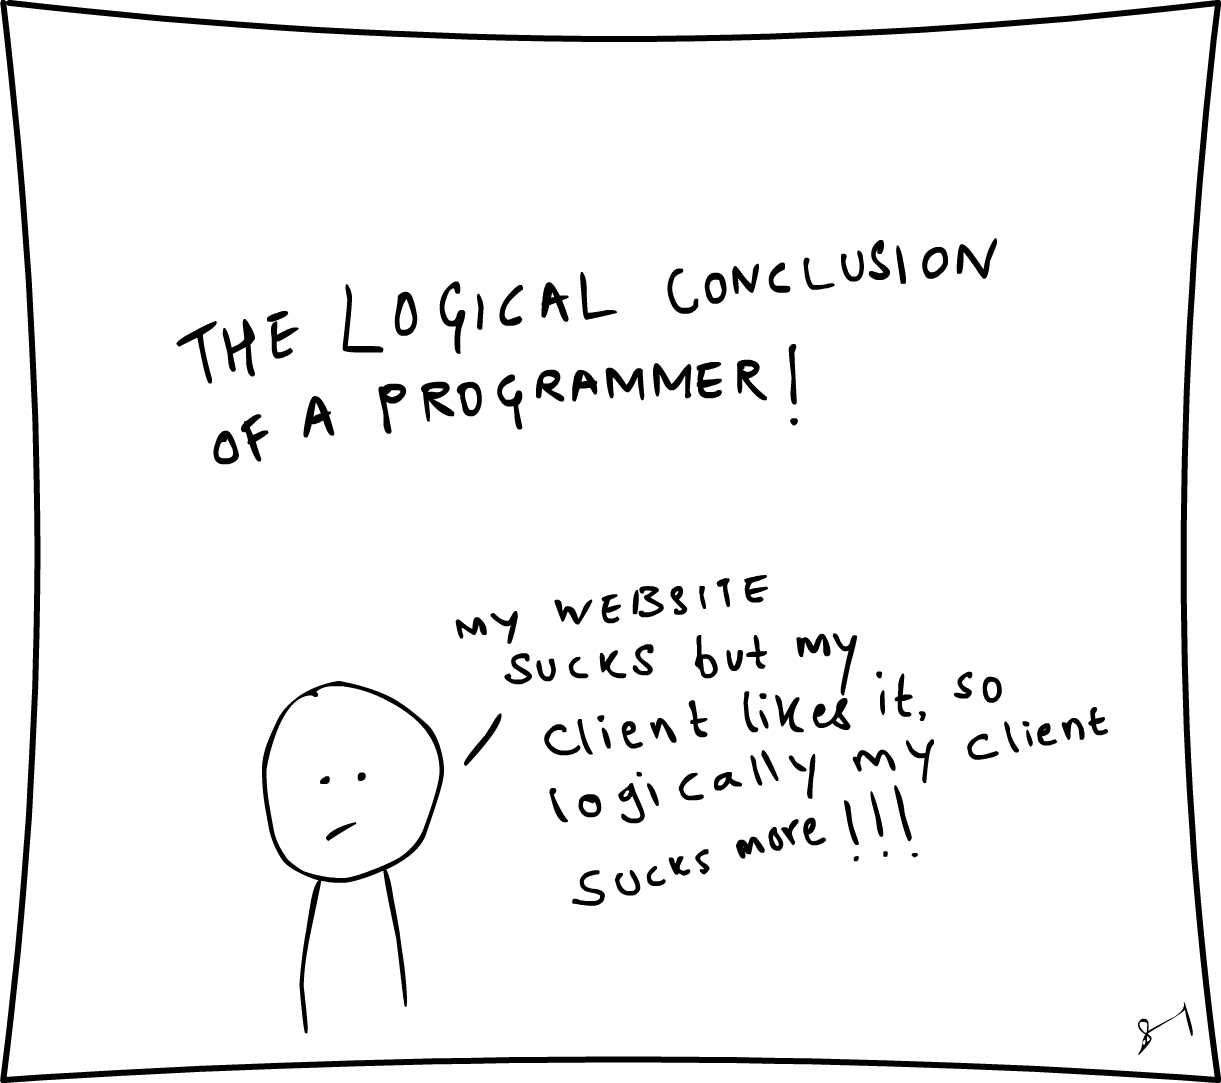 THE LOGICAL CONCLUSION
OF A PROGRAMMER!
MY WEBSITE
SUCKS but my
Client likes it, so
logically my client
sucks more!!!